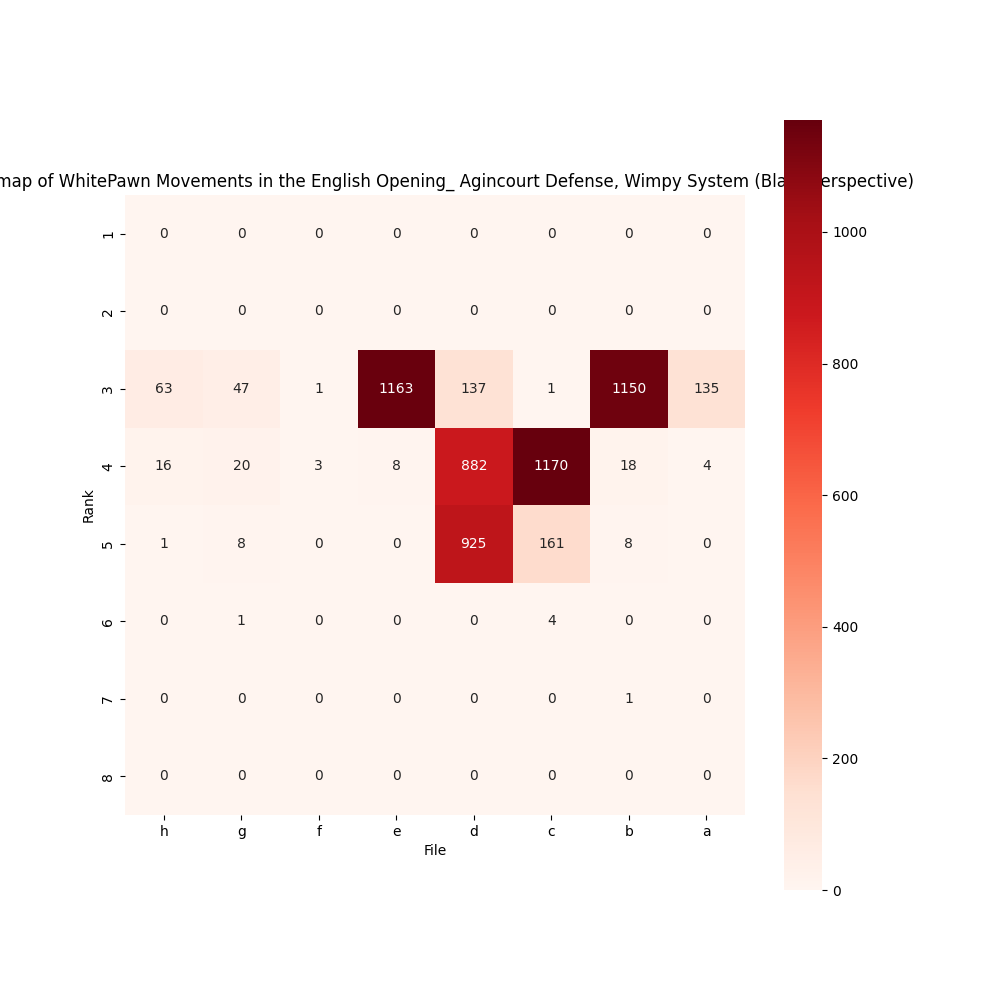 map of WhitePawn Movements in the English Opening_ Agincourt Defense, Wimpy System (Bla erspective)
1 0 0 0 0 0 0 0 0
2 0 0 0 0 0 0 0 0
3 63 47 1 1163 137 1 1150 135
4 16 20 3 8 882 1170 18 4
5 1 8 0 0 925 161 8 0
6 0 1 0 0 0 4 0 0
7 0 0 0 0 0 0 1 0
8 0 0 0 0 0 0 0 0
Rank
h g f e d c b a
File
1000
800
600
400
200
0